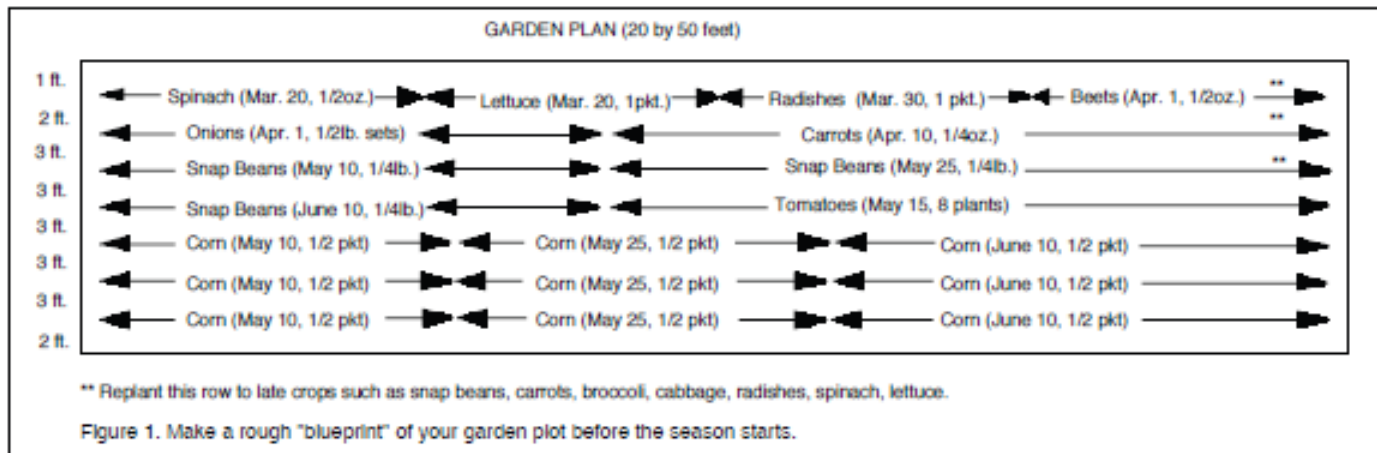 GARDEN PLAN (20 by 50 feet)
1 ft.
Spinach (Mar. 20, 1/2oz.) Lettuce (Mar. 20, 1pkt.) Radishes (Mar. 30, 1 pkt.) Beets (Apr. 1, 1/2oz.) **
2 ft.
Onions (Apr. 1, 1/2lb. sets) Carrots (Apr. 10, 1/4oz.) **
3 ft.
Snap Beans (May 10, 1/4lb.) Snap Beans (May 25, 1/4lb.) **
3 ft.
Snap Beans (June 10, 1/4lb.) Tomatoes (May 15, 8 plants)
3 ft.
Corn (May 10, 1/2 pkt) Corn (May 25, 1/2 pkt) Corn (June 10, 1/2 pkt)
3 ft.
Corn (May 10, 1/2 pkt) Corn (May 25, 1/2 pkt) Corn (June 10, 1/2 pkt)
3 ft.
Corn (May 10, 1/2 pkt) Corn (May 25, 1/2 pkt) Corn (June 10, 1/2 pkt)
2 ft.
** Replant this row to late crops such as snap beans, carrots, broccoli, cabbage, radishes, spinach, lettuce.
Figure 1. Make a rough "blueprint" of your garden plot before the season starts.